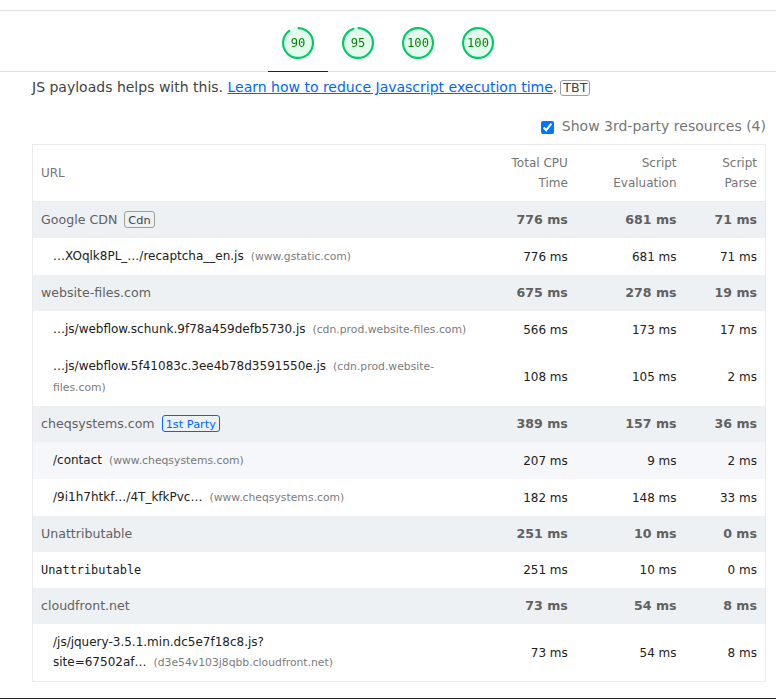 90 95 100 100
JS payloads helps with this. Learn how to reduce Javascript execution time. TBT
Show 3rd-party resources (4)
URL Total CPU Time Script Evaluation Script Parse
Google CDN Cdn 776 ms 681 ms 71 ms
…XOqlk8PL_…/recaptcha__en.js (www.gstatic.com) 776 ms 681 ms 71 ms
website-files.com 675 ms 278 ms 19 ms
…js/webflow.schunk.9f78a459defb5730.js (cdn.prod.website-files.com) 566 ms 173 ms 17 ms
…js/webflow.5f41083c.3ee4b78d3591550e.js (cdn.prod.website-
files.com) 108 ms 105 ms 2 ms
cheqsystems.com 1st Party 389 ms 157 ms 36 ms
/contact (www.cheqsystems.com) 207 ms 9 ms 2 ms
/9i1h7htkf…/4T_kfkPvc… (www.cheqsystems.com) 182 ms 148 ms 33 ms
Unattributable 251 ms 10 ms 0 ms
Unattributable 251 ms 10 ms 0 ms
cloudfront.net 73 ms 54 ms 8 ms
/js/jquery-3.5.1.min.dc5e7f18c8.js?
site=67502af… (d3e54v103j8qbb.cloudfront.net) 73 ms 54 ms 8 ms